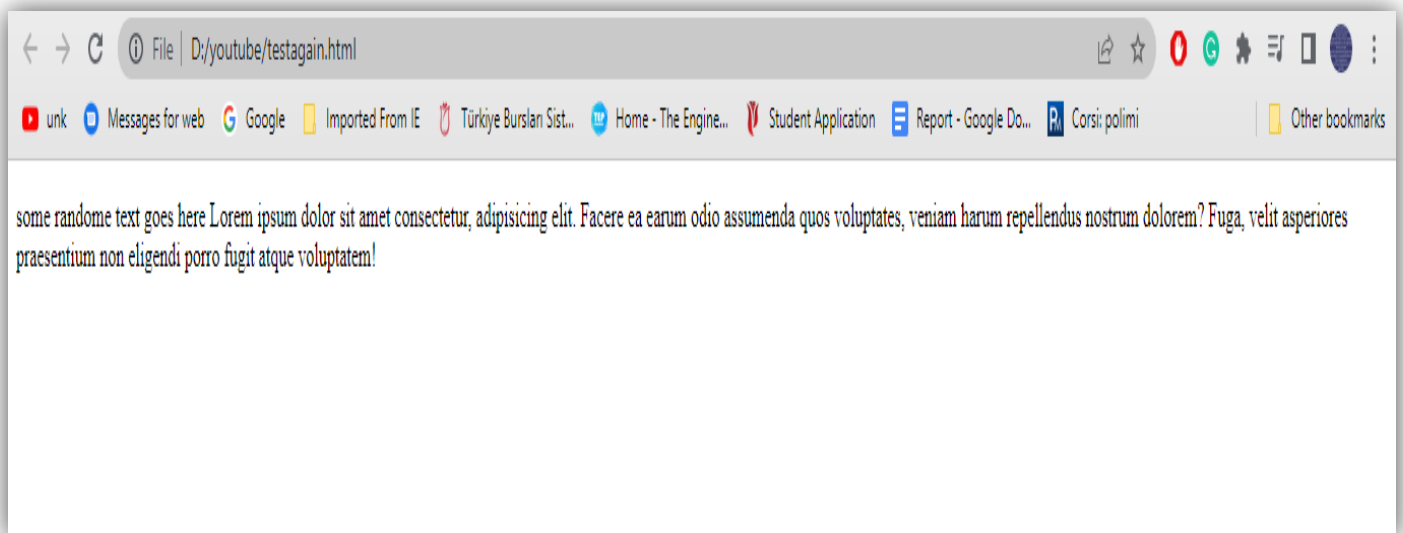 File D:/youtube/testagain.html
unk Messages for web Google Imported From IE Türkiye Bursları Sist... Home - The Engine... Student Application Report - Google Do... Corsi: polimi Other bookmarks
some randome text goes here Lorem ipsum dolor sit amet consectetur, adipisicing elit. Facere ea earum odio assumenda quos voluptates, veniam harum repellendus nostrum dolorem? Fuga, velit asperiores
praesentium non eligendi porro fugit atque voluptatem!